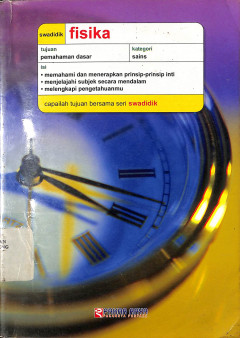 swadidik fisika
tujuan
kategori
pemahaman dasar
sains
isi
• memahami dan menerapkan prinsip-prinsip inti
• menjelajahi subjek secara mendalam
• melengkapi pengetahuanmu
capailah tujuan bersama seri swadidik